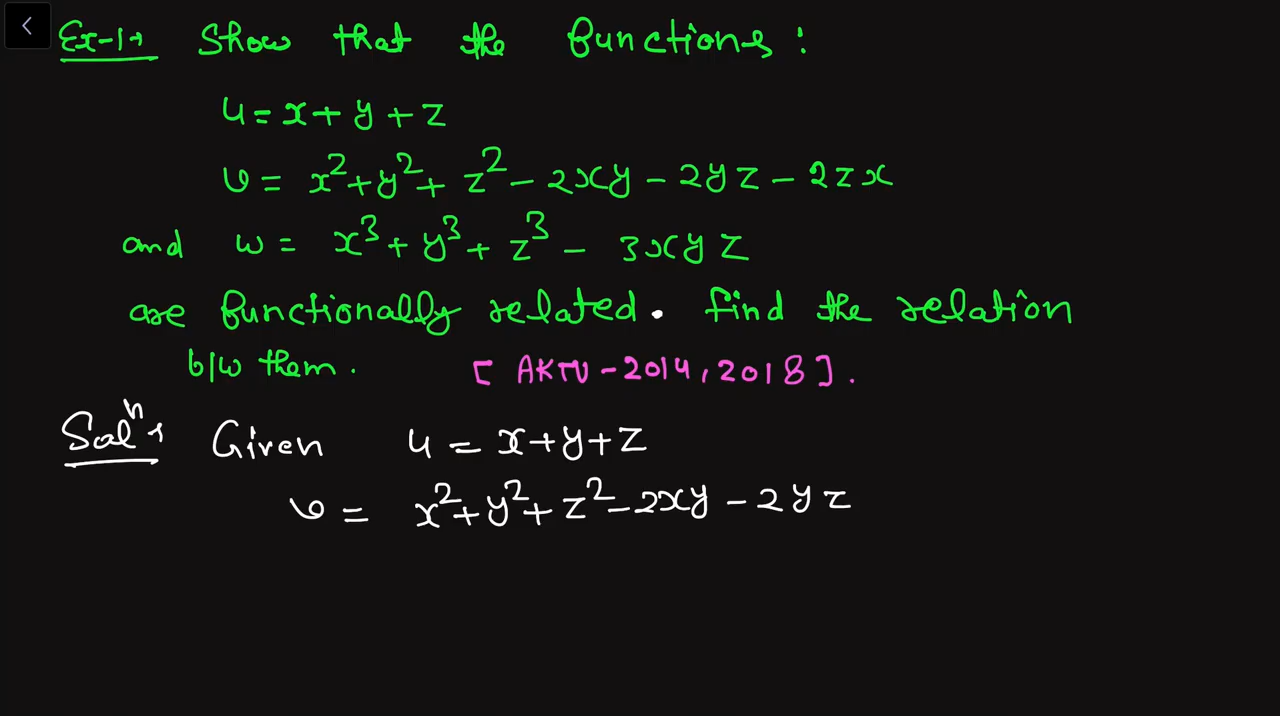 Ex-1→ Show that the functions:
u = x + y + z
v = x² + y² + z² - 2xy - 2yz - 2zx
and w = x³ + y³ + z³ - 3xyz
are functionally related. find the relation
b/w them. [AKTU-2014, 2018].
Solⁿ→ Given u = x + y + z
v = x² + y² + z² - 2xy - 2yz